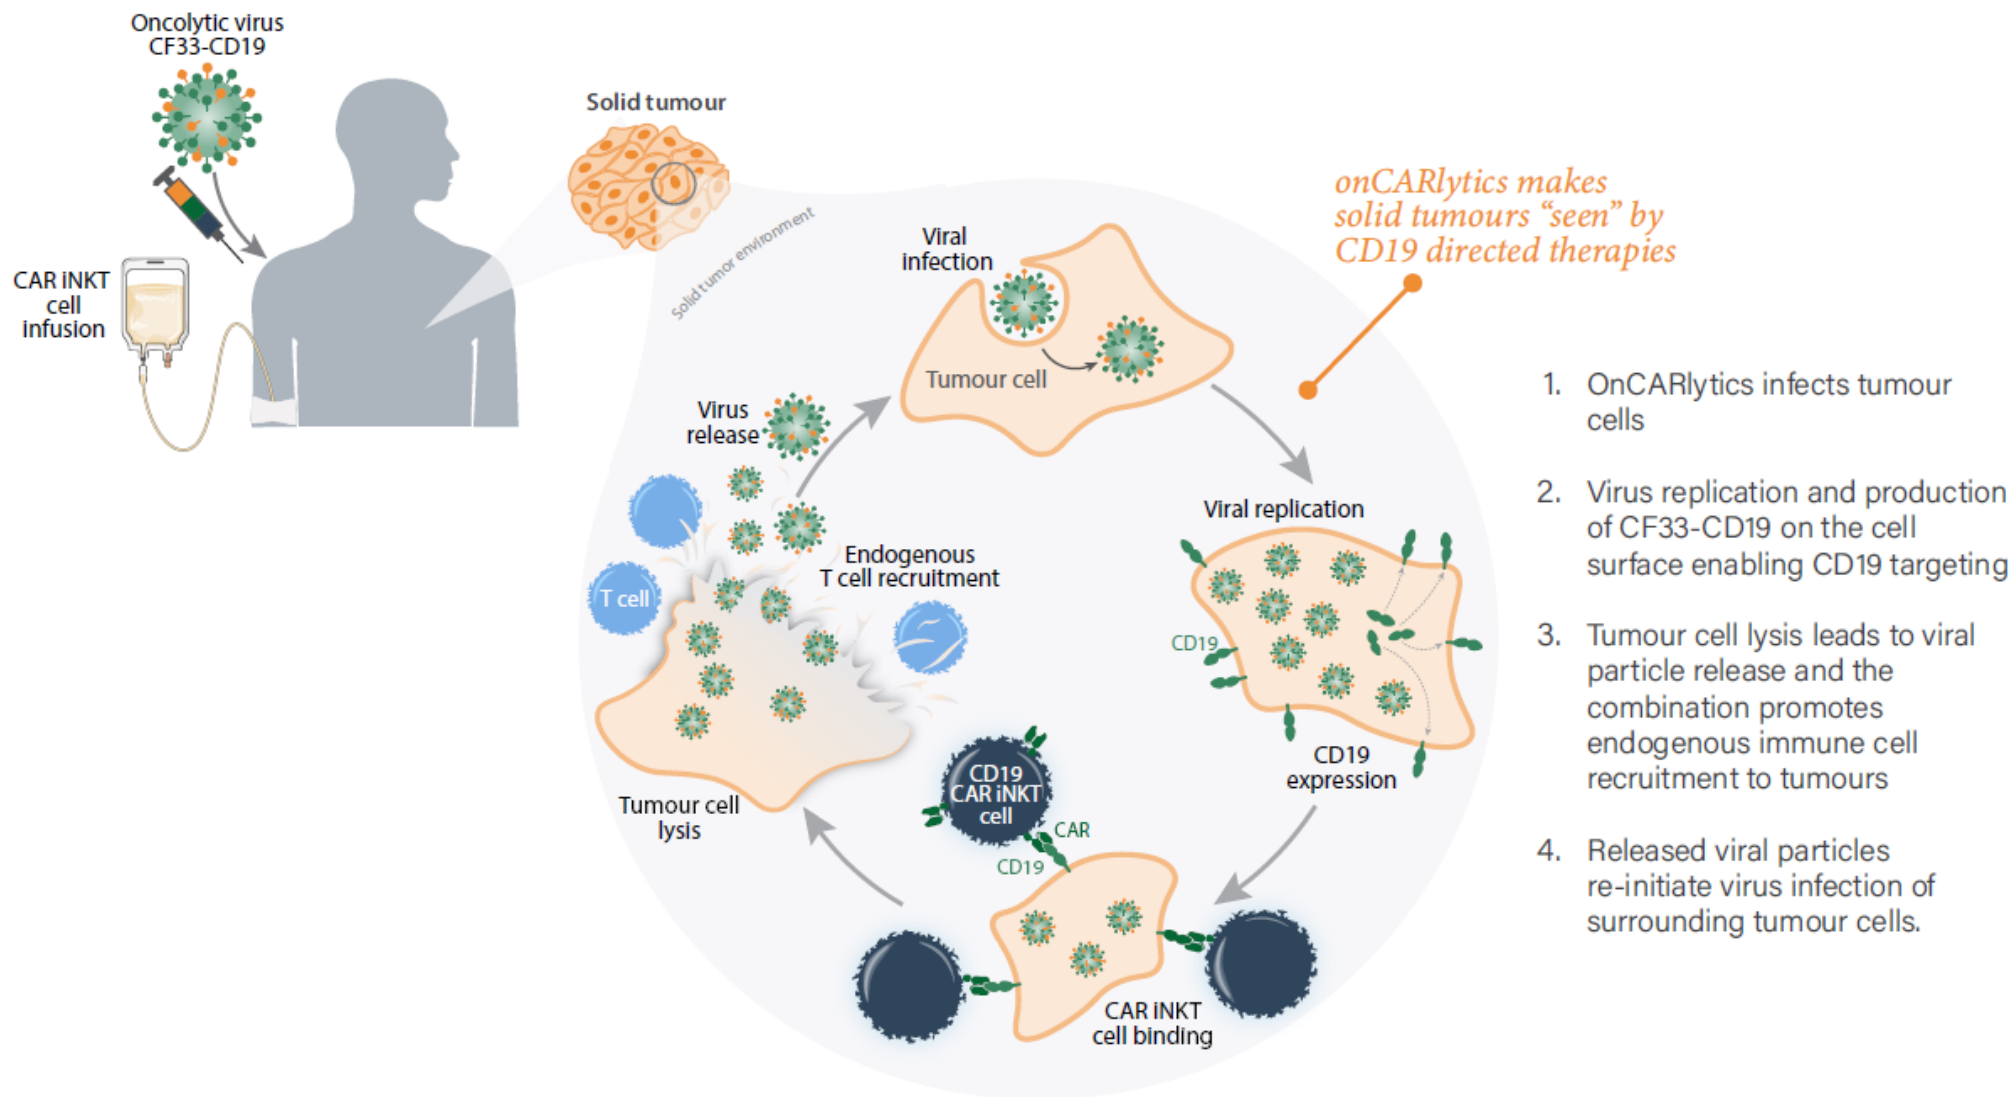 Oncolytic virus
CF33-CD19
CAR iNKT
cell
infusion
Solid tumour
Solid tumor environment
onCARlytics makes
solid tumours “seen” by
CD19 directed therapies
Viral
infection
Tumour cell
Virus
release
Viral replication
CD19
CD19
expression
Endogenous
T cell recruitment
T cell
Tumour cell
lysis
CD19
CAR iNKT
cell
CAR
CD19
CAR iNKT
cell binding
1. OnCARlytics infects tumour
cells
2. Virus replication and production
of CF33-CD19 on the cell
surface enabling CD19 targeting
3. Tumour cell lysis leads to viral
particle release and the
combination promotes
endogenous immune cell
recruitment to tumours
4. Released viral particles
re-initiate virus infection of
surrounding tumour cells.